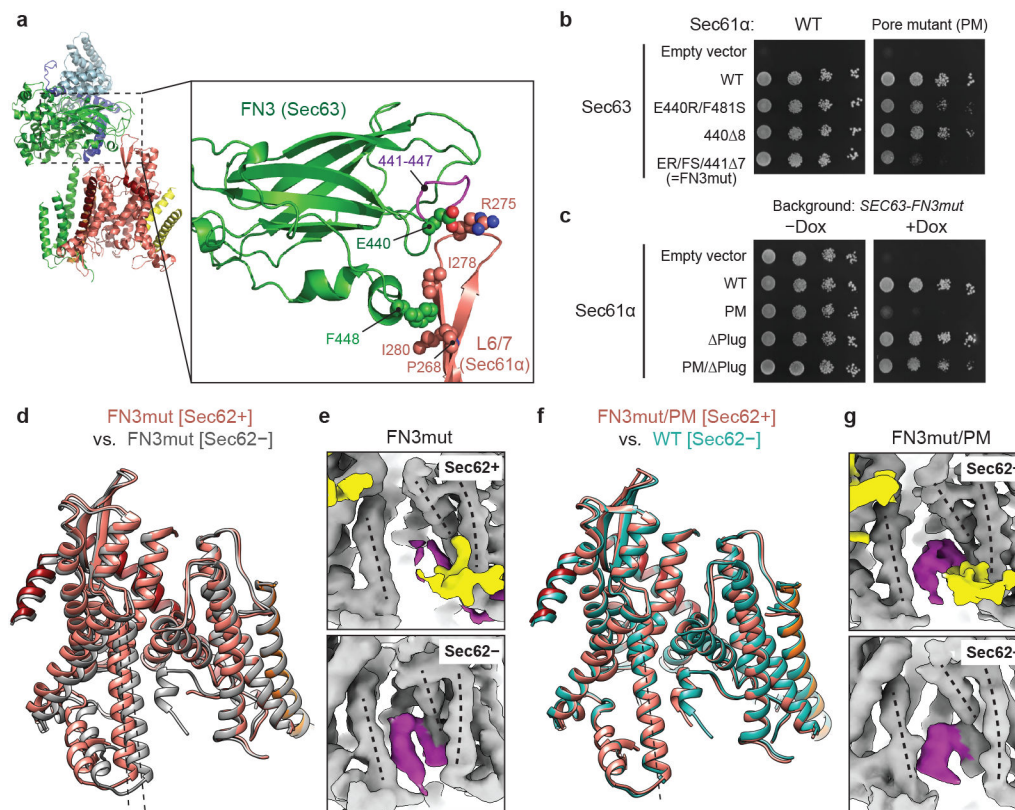 a
FN3 (Sec63)
441-447
R275
E440
I278
F448
I280
P268
L6/7
(Sec61α)
b
Sec61α:
WT
Pore mutant (PM)
Sec63
Empty vector
WT
E440R/F481S
440Δ8
ER/FS/441Δ7
(=FN3mut)
c
Background: SEC63-FN3mut
−Dox
+Dox
Sec61α
Empty vector
WT
PM
ΔPlug
PM/ΔPlug
d
FN3mut [Sec62+]
vs. FN3mut [Sec62−]
e
FN3mut
Sec62+
Sec62−
f
FN3mut/PM [Sec62+]
vs. WT [Sec62−]
g
FN3mut/PM